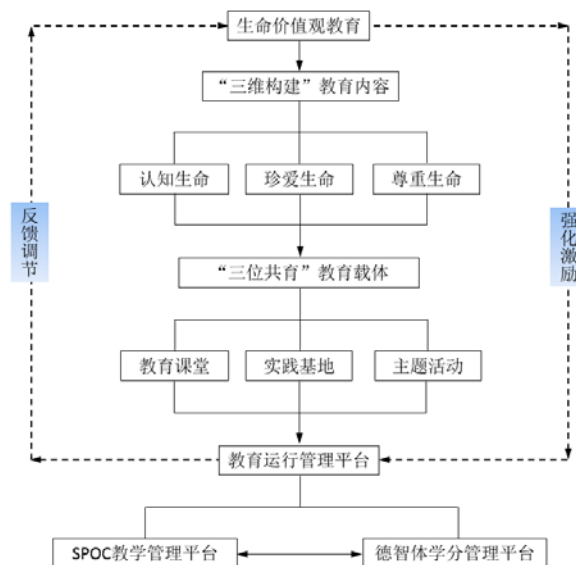 生命价值观教育
“三维构建”教育内容
认知生命
珍爱生命
尊重生命
反馈调节
强化激励
“三位共育”教育载体
教育课堂
实践基地
主题活动
教育运行管理平台
SPOC教学管理平台
德智体学分管理平台